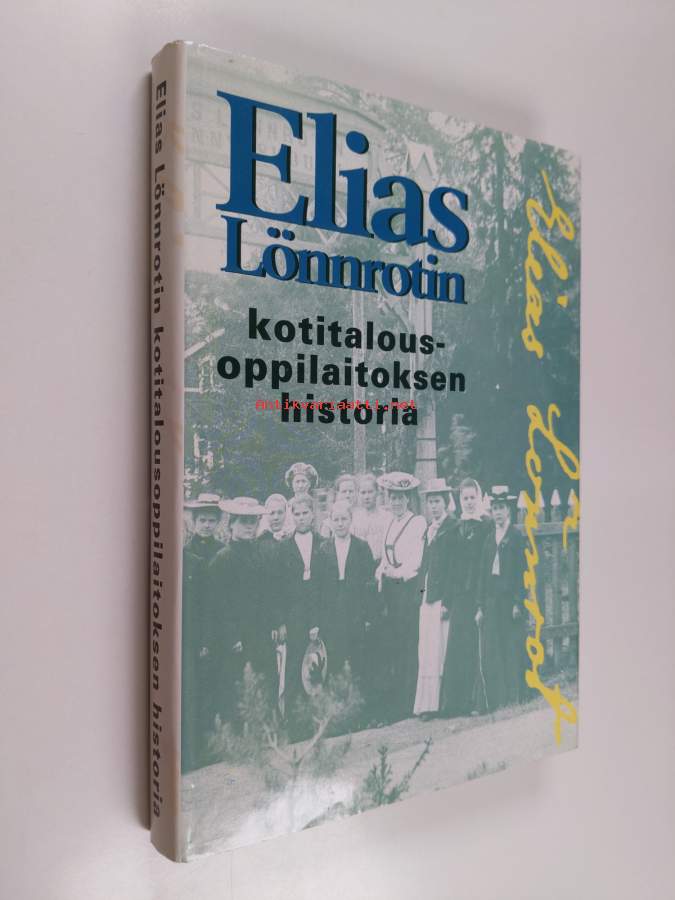 Elias Lönnrotin kotitalousoppilaitoksen historia
Elias
Lönnrotin
kotitalous-
oppilaitoksen
historia
Antikvariaatti.net
Elias Lönnrot